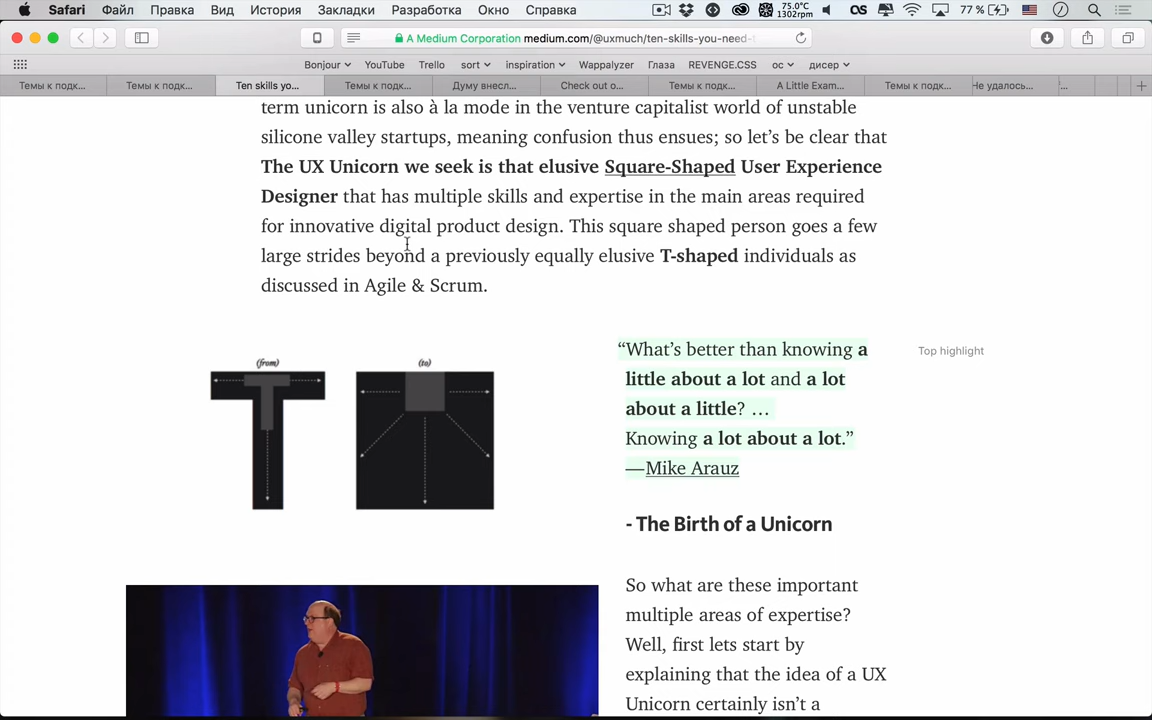 Safari Файл Правка Вид История Закладки Разработка Окно Справка 75.0°C 1302rpm OS 77 %
A Medium Corporation medium.com/@uxmuch/ten-skills-you-need-
Bonjour YouTube Trello sort inspiration Wappalyzer Глаза REVENGE.CSS ос дисер
Темы к подк... Темы к подк... Ten skills yo... Темы к подк... Думу внесл... Check out o... Темы к подк... A Little Exam... Темы к подк... Не удалось...
term unicorn is also à la mode in the venture capitalist world of unstable
silicone valley startups, meaning confusion thus ensues; so let’s be clear that
The UX Unicorn we seek is that elusive Square-Shaped User Experience
Designer that has multiple skills and expertise in the main areas required
for innovative digital product design. This square shaped person goes a few
large strides beyond a previously equally elusive T-shaped individuals as
discussed in Agile & Scrum.
(from) (to)
“What’s better than knowing a
little about a lot and a lot
about a little? …
Knowing a lot about a lot.”
—Mike Arauz
Top highlight
- The Birth of a Unicorn
So what are these important
multiple areas of expertise?
Well, first lets start by
explaining that the idea of a UX
Unicorn certainly isn’t a